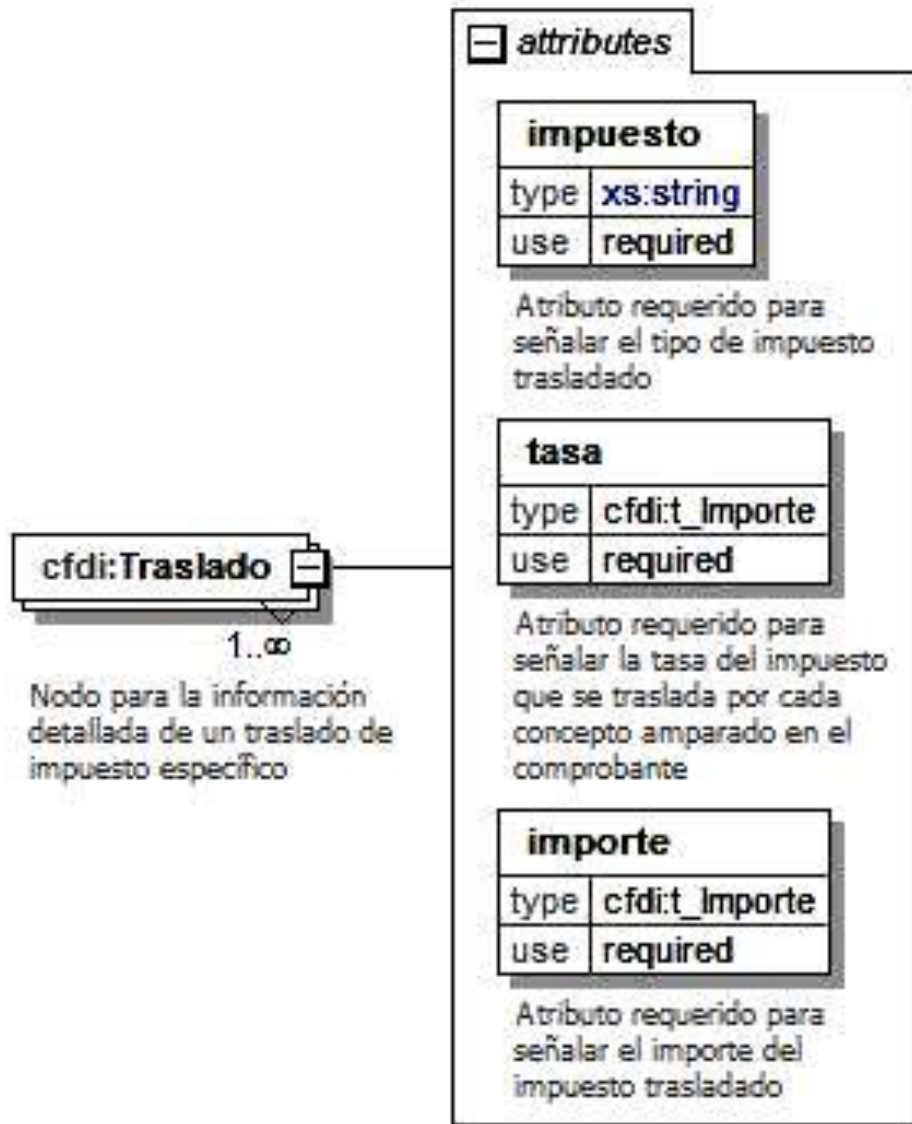 attributes
impuesto
type xs:string
use required
Atributo requerido para
señalar el tipo de impuesto
trasladado
tasa
type cfdi:t_Importe
use required
Atributo requerido para
señalar la tasa del impuesto
que se traslada por cada
concepto amparado en el
comprobante
importe
type cfdi:t_Importe
use required
Atributo requerido para
señalar el importe del
impuesto trasladado
cfdi:Traslado
1..∞
Nodo para la información
detallada de un traslado de
impuesto específico